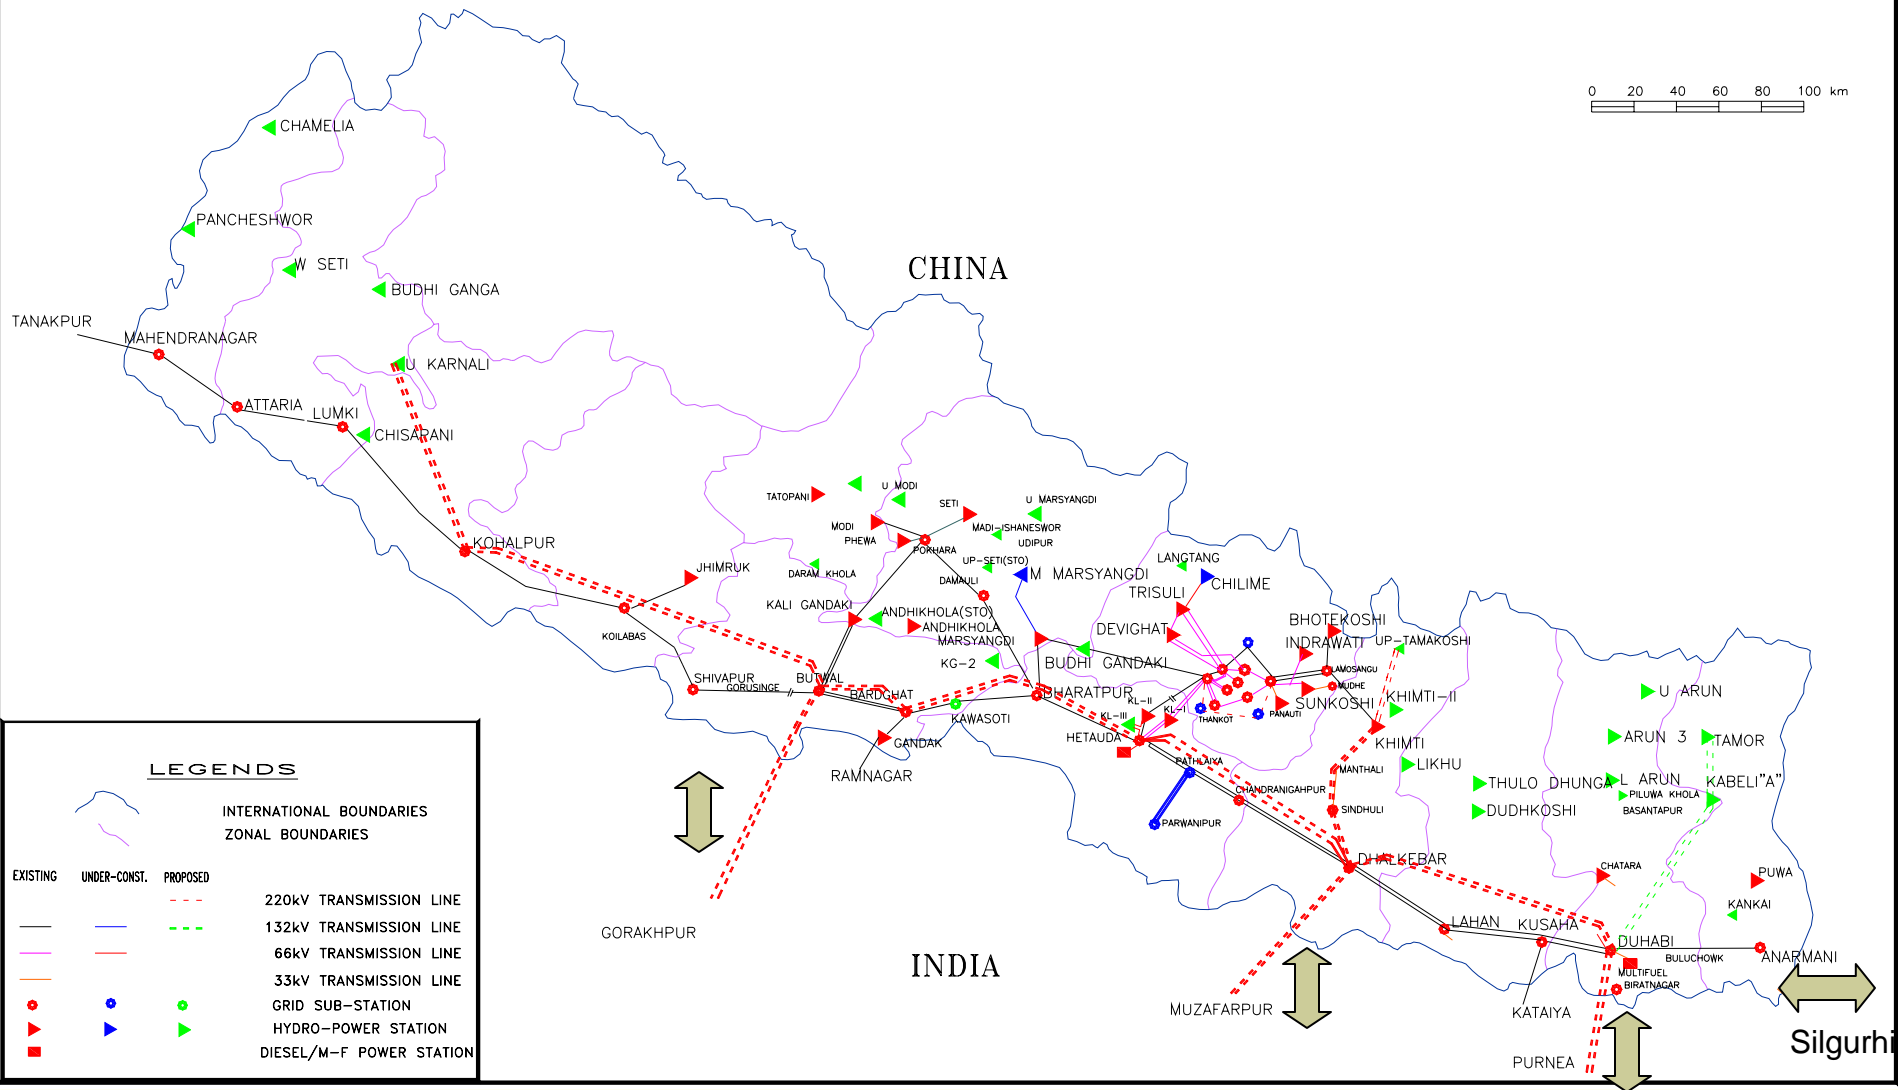 0 20 40 60 80 100 km
CHAMELIA
PANCHESHWOR
W SETI
CHINA
BUDHI GANGA
TANAKPUR
MAHENDRANAGAR
U KARNALI
ATTARIA
LUMKI
CHISARANI
TATOPANI
U MODI
SETI
U MARSYANGDI
MODI
MADI-ISHANESWOR
PHEWA
UDIPUR
POKHARA
KOHALPUR
UP-SETI(STO)
LANGTANG
JHIMRUK
DARAM KHOLA
DAMAULI
M MARSYANGDI
CHILIME
TRISULI
KALI GANDAKI
ANDHIKHOLA(STO)
ANDHIKHOLA
BHOTEKOSHI
DEVIGHAT
KOILABAS
MARSYANGDI
INDRAWATI
UP-TAMAKOSHI
KG-2
BUDHI GANDAKI
LAMOSANGU
SHIVAPUR
GORUSINGE
BUTWAL
BARDGHAT
BHARATPUR
MUDHE
U ARUN
KL-II
SUNKOSHI
KHIMTI-II
KAWASOTI
KL-III
KL-I
THANKOT
PANAUTI
HETAUDA
GANDAK
KHIMTI
ARUN 3
TAMOR
RAMNAGAR
PATHLAIYA
MANTHALI
LIKHU
CHANDRANIGAHPUR
THULO DHUNGA
L ARUN
KABELI"A"
PILUWA KHOLA
SINDHULI
DUDHKOSHI
BASANTAPUR
PARWANIPUR
DHALKEBAR
CHATARA
PUWA
KANKAI
GORAKHPUR
LAHAN
KUSAHA
DUHABI
INDIA
BULUCHOWK
ANARMANI
MULTIFUEL
BIRATNAGAR
MUZAFARPUR
KATAIYA
Silgurhi
PURNEA
LEGENDS
INTERNATIONAL BOUNDARIES
ZONAL BOUNDARIES
EXISTING UNDER-CONST. PROPOSED
220kV TRANSMISSION LINE
132kV TRANSMISSION LINE
66kV TRANSMISSION LINE
33kV TRANSMISSION LINE
GRID SUB-STATION
HYDRO-POWER STATION
DIESEL/M-F POWER STATION